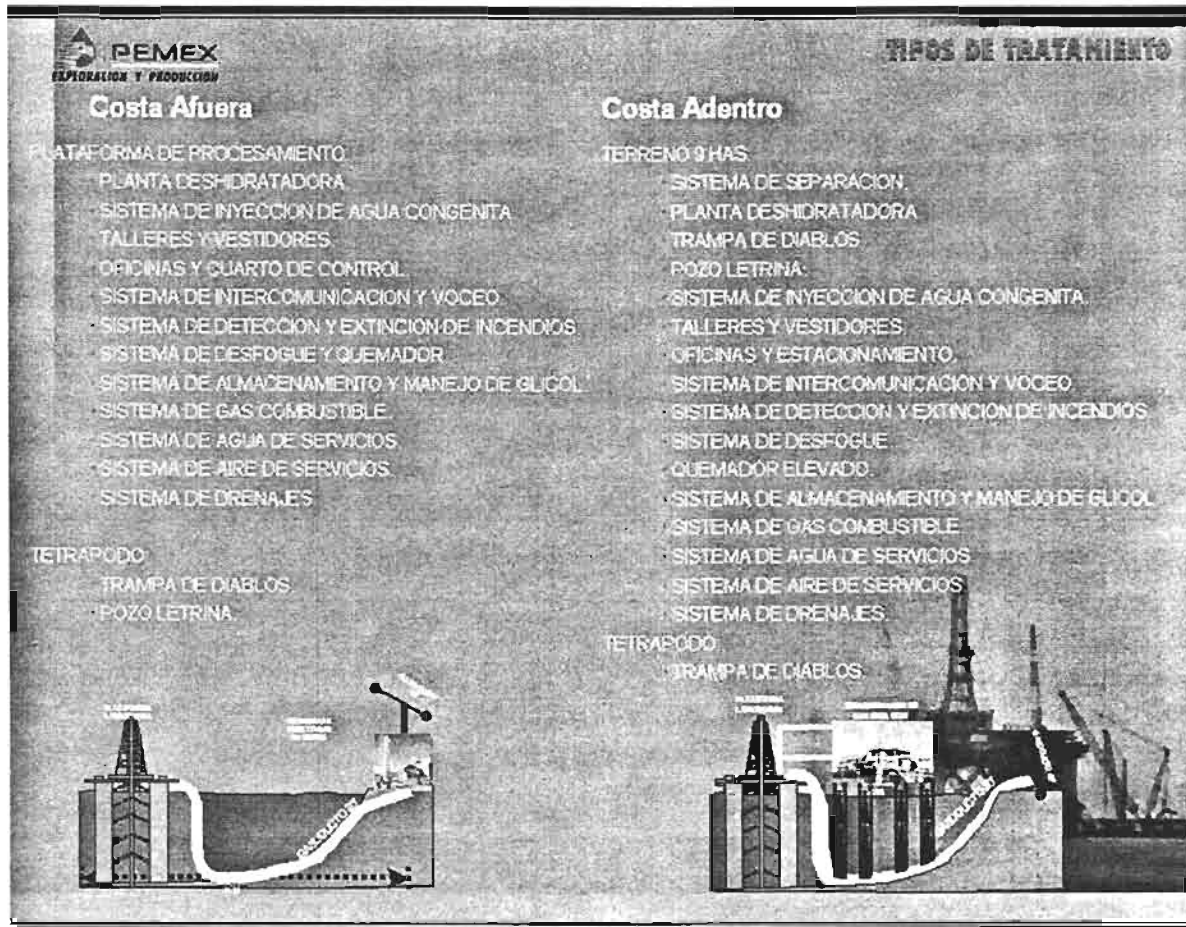 PEMEX
EXPLORACION Y PRODUCCION
TIPOS DE TRATAMIENTO
Costa Afuera
PLATAFORMA DE PROCESAMIENTO
PLANTA DESHIDRATADORA
SISTEMA DE INYECCION DE AGUA CONGENITA
TALLERES Y VESTIDORES
OFICINAS Y CUARTO DE CONTROL.
SISTEMA DE INTERCOMUNICACION Y VOCEO
SISTEMA DE DETECCION Y EXTINCION DE INCENDIOS
SISTEMA DE DESFOGUE Y QUEMADOR
SISTEMA DE ALMACENAMIENTO Y MANEJO DE GLICOL
SISTEMA DE GAS COMBUSTIBLE.
SISTEMA DE AGUA DE SERVICIOS
SISTEMA DE AIRE DE SERVICIOS.
SISTEMA DE DRENAJES
TETRAPODO
TRAMPA DE DIABLOS
POZO LETRINA.
Costa Adentro
TERRENO 9 HAS
SISTEMA DE SEPARACION.
PLANTA DESHIDRATADORA
TRAMPA DE DIABLOS
POZO LETRINA.
SISTEMA DE INYECCION DE AGUA CONGENITA.
TALLERES Y VESTIDORES
OFICINAS Y ESTACIONAMIENTO.
SISTEMA DE INTERCOMUNICACION Y VOCEO
SISTEMA DE DETECCION Y EXTINCION DE INCENDIOS
SISTEMA DE DESFOGUE.
QUEMADOR ELEVADO.
SISTEMA DE ALMACENAMIENTO Y MANEJO DE GLICOL
SISTEMA DE GAS COMBUSTIBLE
SISTEMA DE AGUA DE SERVICIOS
SISTEMA DE AIRE DE SERVICIOS
SISTEMA DE DRENAJES.
TETRAPODO
TRAMPA DE DIABLOS.
GASODUCTO
GASODUCTO